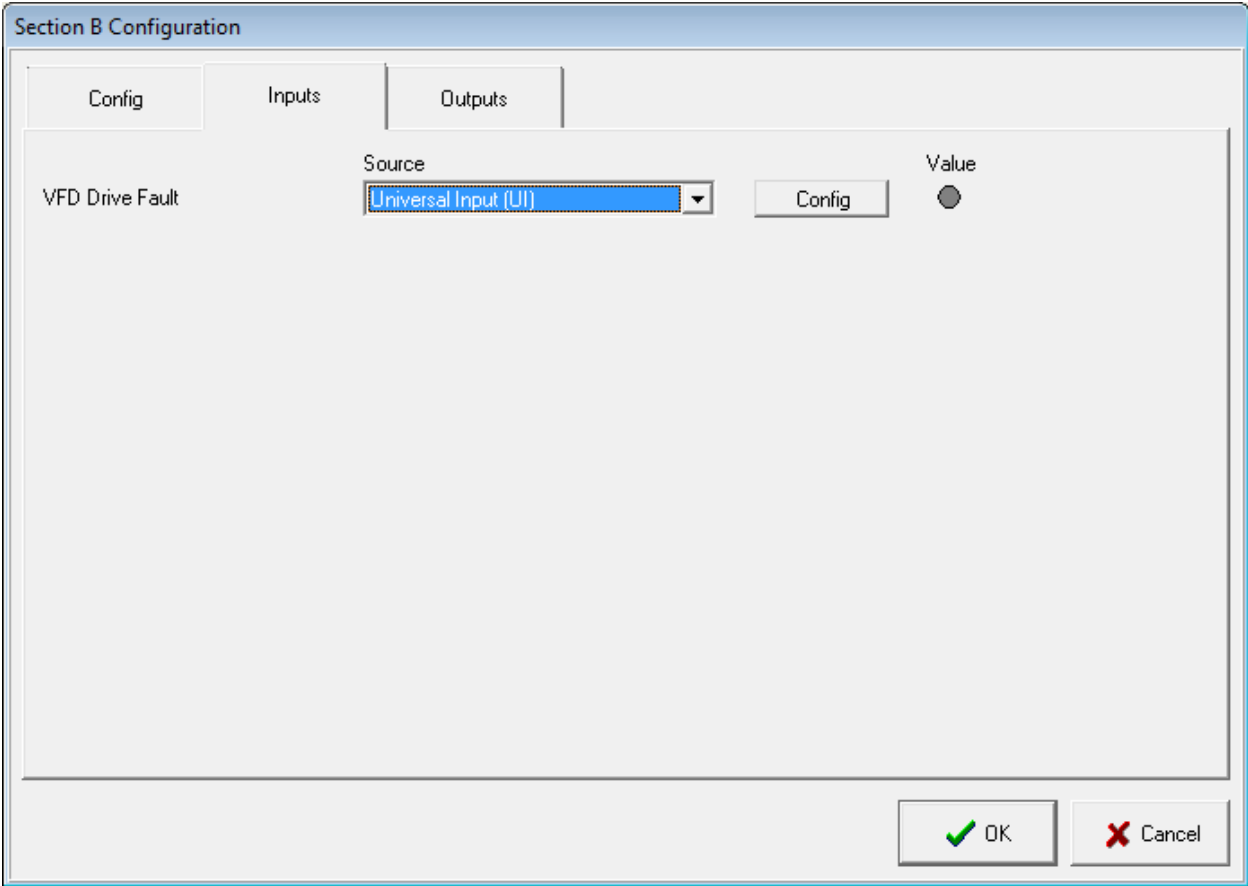 Section B Configuration
Config Inputs Outputs
Source Value
VFD Drive Fault Universal Input (UI) Config
OK Cancel